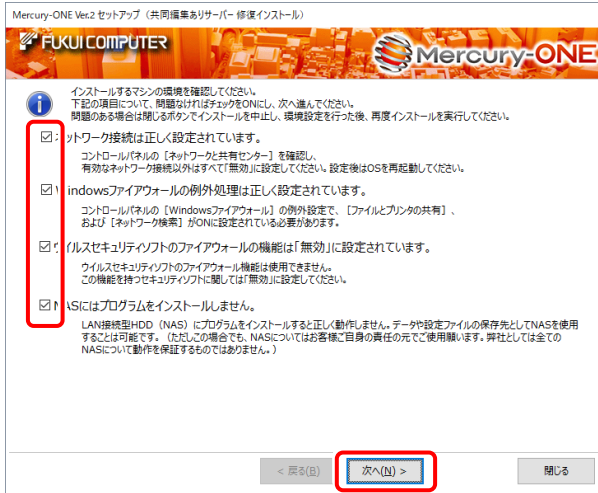 Mercury-ONE Ver.2 セットアップ（共同編集ありサーバー 修復インストール）
FUKUI COMPUTER
Mercury-ONE
インストールするマシンの環境を確認してください。
下記の項目について、問題なければチェックをONにし、次へ進んでください。
問題のある場合は閉じるボタンでインストールを中止し、環境設定を行った後、再度インストールを実行してください。
ットワーク接続は正しく設定されています。
コントロールパネルの［ネットワークと共有センター］を確認し、
有効なネットワーク接続以外はすべて「無効」に設定してください。設定後はOSを再起動してください。
indowsファイアウォールの例外処理は正しく設定されています。
コントロールパネルの［Windowsファイアウォール］の例外設定で、［ファイルとプリンタの共有］、
および［ネットワーク検索］がONに設定されている必要があります。
イルスセキュリティソフトのファイアウォールの機能は「無効」に設定されています。
ウイルスセキュリティソフトのファイアウォール機能は使用できません。
この機能を持つセキュリティソフトに関しては「無効」に設定してください。
ASにはプログラムをインストールしません。
LAN接続型HDD（NAS）にプログラムをインストールすると正しく動作しません。データや設定ファイルの保存先としてNASを使用
することは可能です。（ただしこの場合でも、NASについてはお客様ご自身の責任の元でご使用願います。弊社としては全ての
NASについて動作を保証するものではありません。）
< 戻る(B) 次へ(N) > 閉じる